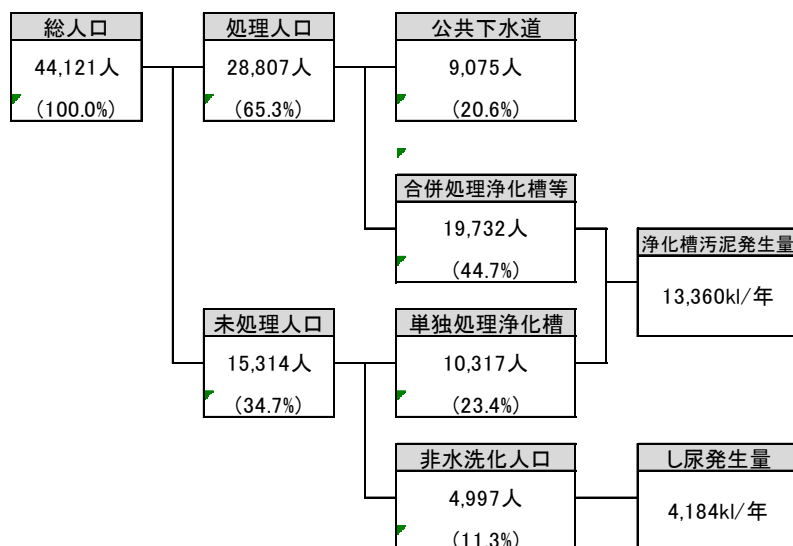 総人口
44,121人
(100.0%)
処理人口
28,807人
(65.3%)
公共下水道
9,075人
(20.6%)
合併処理浄化槽等
19,732人
(44.7%)
浄化槽汚泥発生量
13,360kl/年
未処理人口
15,314人
(34.7%)
単独処理浄化槽
10,317人
(23.4%)
非水洗化人口
4,997人
(11.3%)
し尿発生量
4,184kl/年